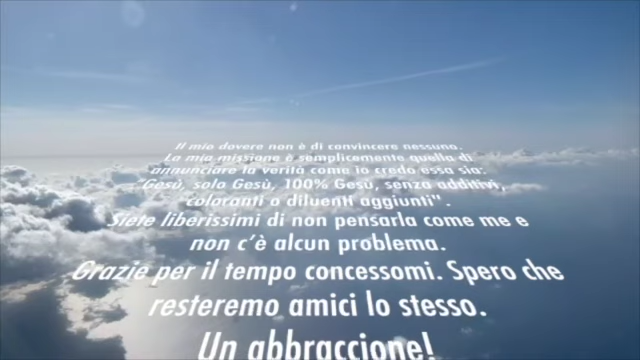 Il mio dovere non è di convincere nessuno.
La mia missione è semplicemente quella di
annunciare la verità come io credo essa sia:
"Gesù, solo Gesù, 100% Gesù, senza additivi,
coloranti o diluenti aggiunti" .
Siete liberissimi di non pensarla come me e
non c'è alcun problema.
Grazie per il tempo concessomi. Spero che
resteremo amici lo stesso.
Un abbraccione!